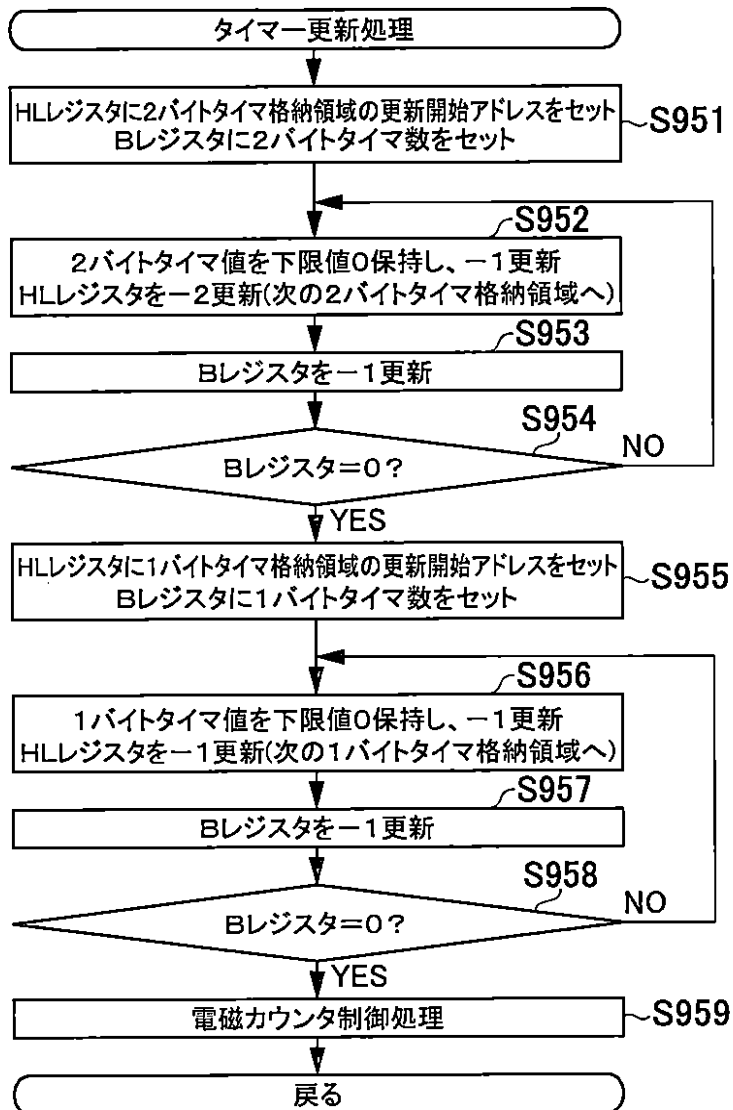 タイマー更新処理
HLレジスタに2バイトタイマ格納領域の更新開始アドレスをセット
Bレジスタに2バイトタイマ数をセット
S951
S952
2バイトタイマ値を下限値0保持し、－1更新
HLレジスタを－2更新(次の2バイトタイマ格納領域へ)
S953
Bレジスタを－1更新
S954
Bレジスタ＝0？
NO
YES
HLレジスタに1バイトタイマ格納領域の更新開始アドレスをセット
Bレジスタに1バイトタイマ数をセット
S955
S956
1バイトタイマ値を下限値0保持し、－1更新
HLレジスタを－1更新(次の1バイトタイマ格納領域へ)
S957
Bレジスタを－1更新
S958
Bレジスタ＝0？
NO
YES
電磁カウンタ制御処理
S959
戻る